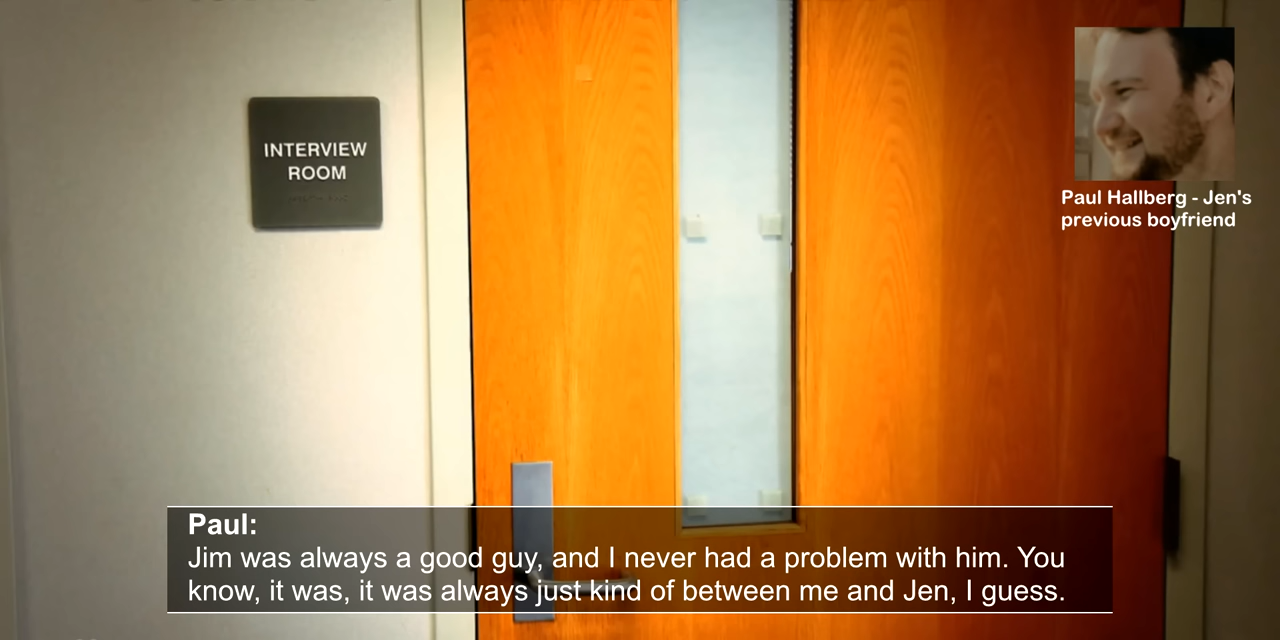 INTERVIEW
ROOM
Paul Hallberg - Jen's
previous boyfriend
Paul:
Jim was always a good guy, and I never had a problem with him. You
know, it was, it was always just kind of between me and Jen, I guess.